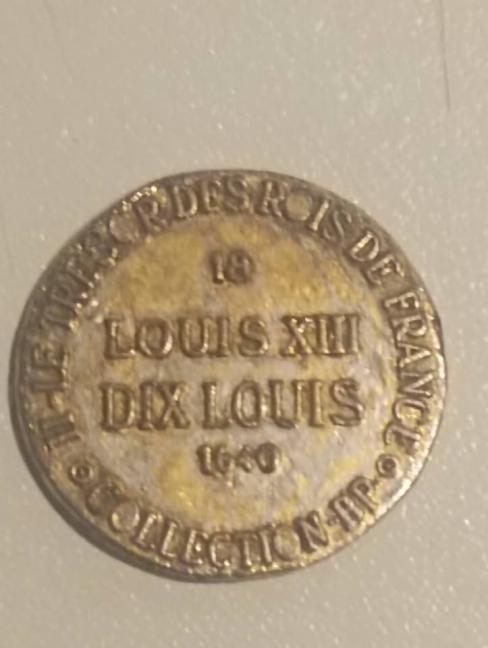 II-LE TRESOR DES ROIS DE FRANCE
18
LOUIS XIII
DIX LOUIS
1640
COLLECTION-BP-